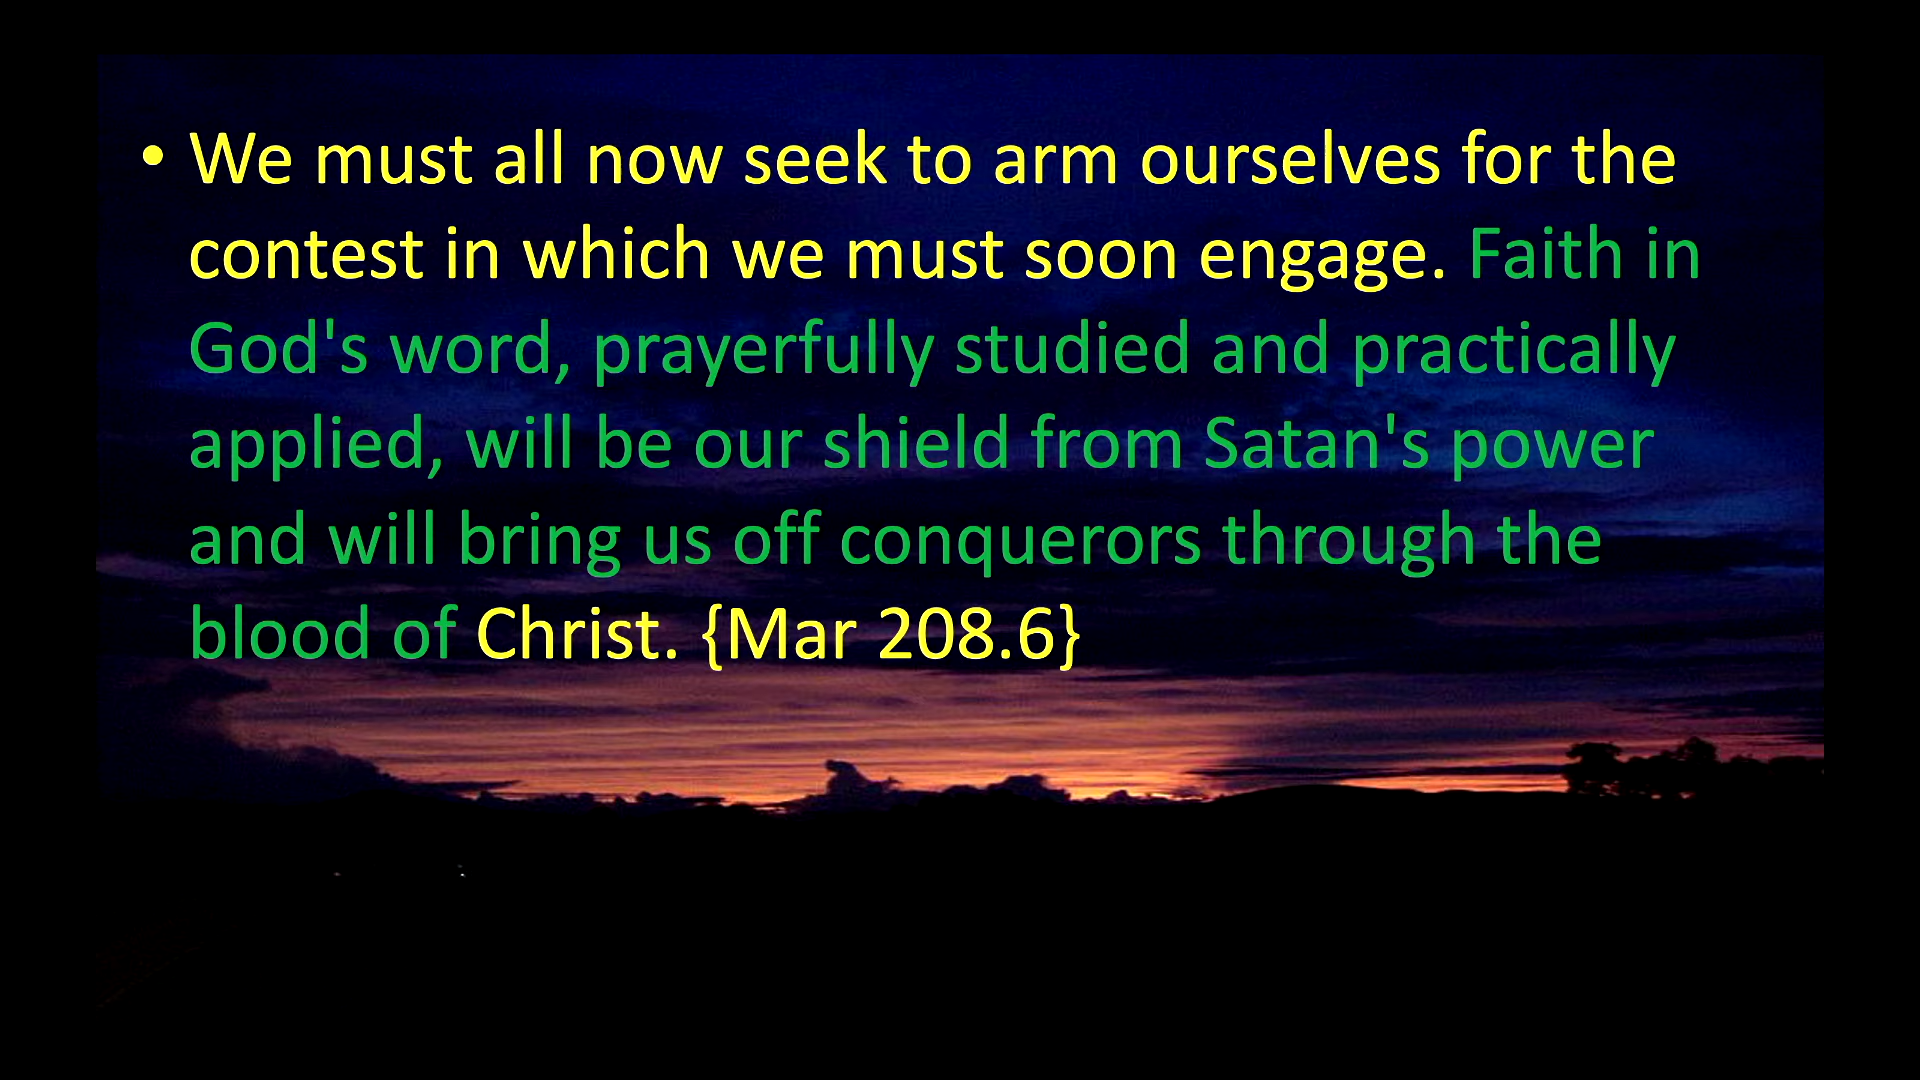 • We must all now seek to arm ourselves for the
contest in which we must soon engage. Faith in
God's word, prayerfully studied and practically
applied, will be our shield from Satan's power
and will bring us off conquerors through the
blood of Christ. {Mar 208.6}